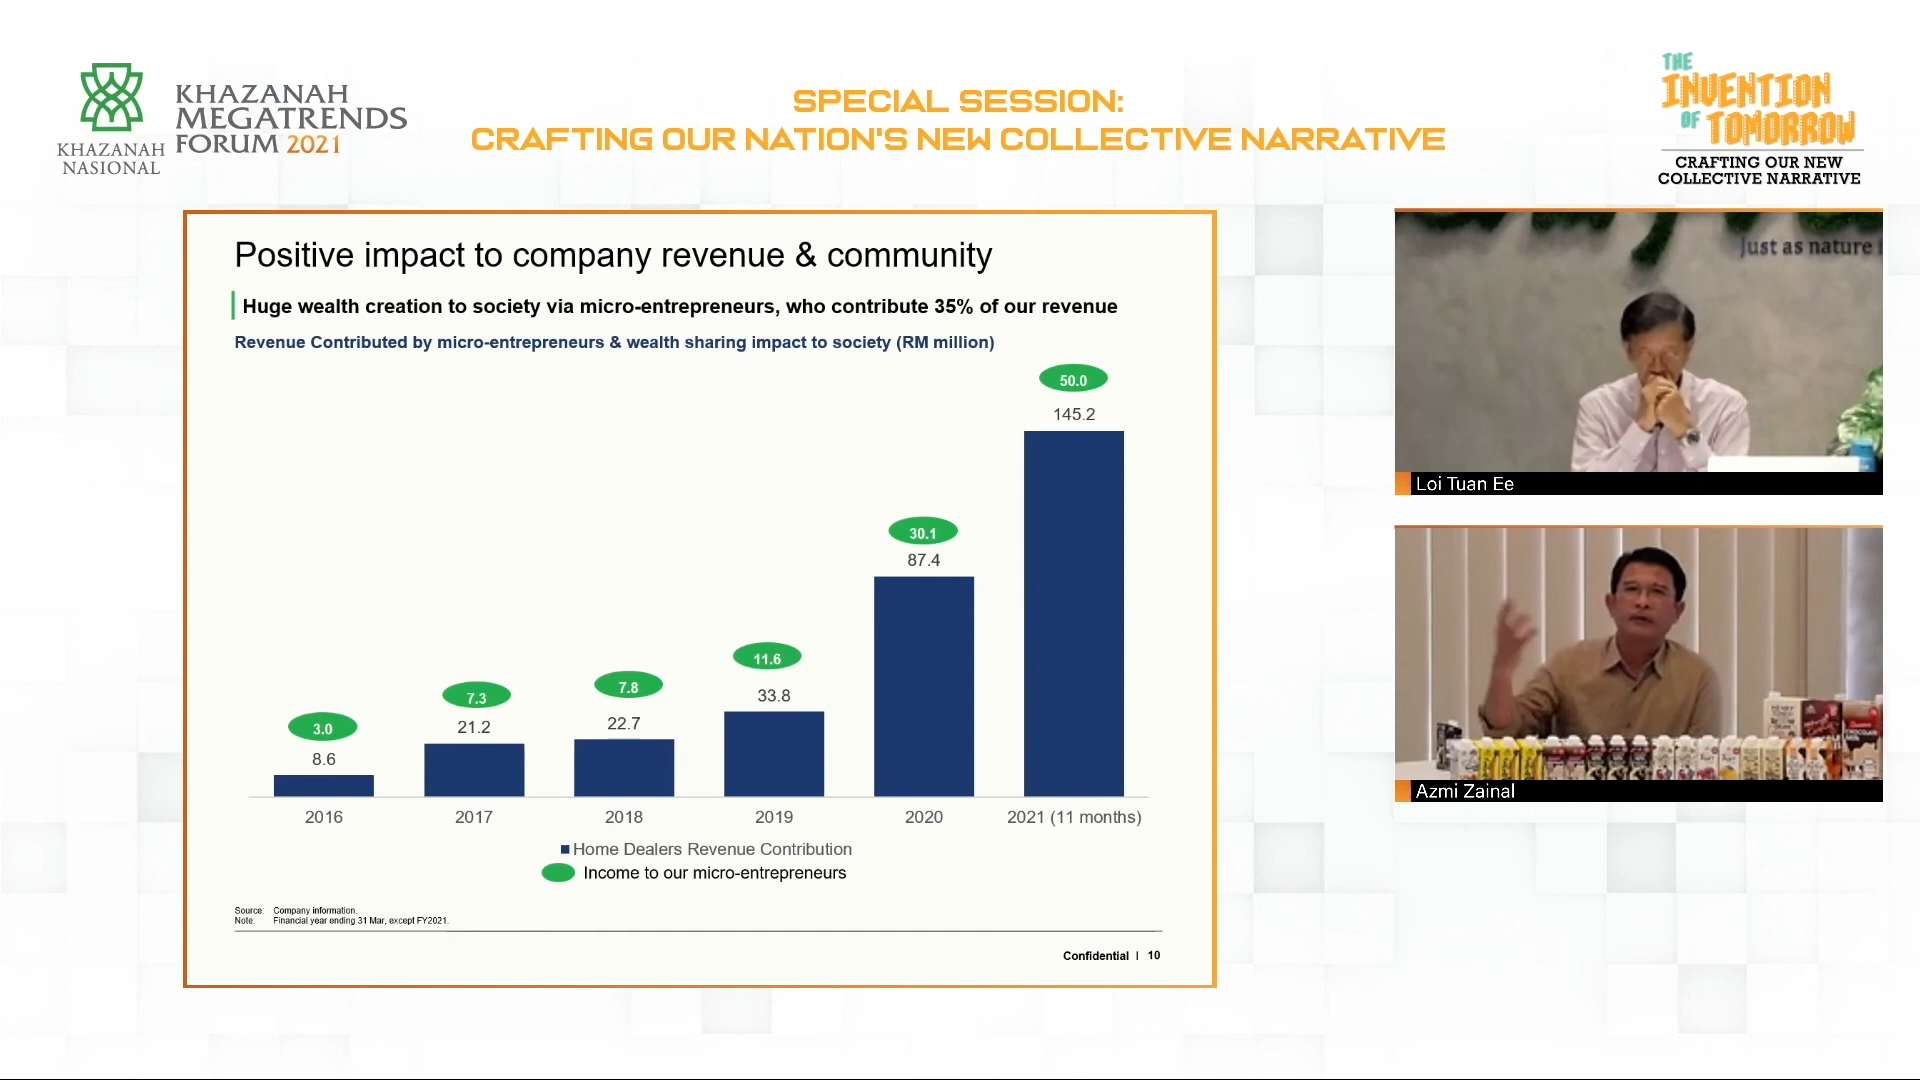 KHAZANAH
NASIONAL
KHAZANAH
MEGATRENDS
FORUM 2021
SPECIAL SESSION:
CRAFTING OUR NATION'S NEW COLLECTIVE NARRATIVE
THE
INVENTION
OF TOMORROW
CRAFTING OUR NEW
COLLECTIVE NARRATIVE
Positive impact to company revenue & community
Huge wealth creation to society via micro-entrepreneurs, who contribute 35% of our revenue
Revenue Contributed by micro-entrepreneurs & wealth sharing impact to society (RM million)
3.0
8.6
7.3
21.2
7.8
22.7
11.6
33.8
30.1
87.4
50.0
145.2
2016 2017 2018 2019 2020 2021 (11 months)
Home Dealers Revenue Contribution
Income to our micro-entrepreneurs
Source: Company information.
Note: Financial year ending 31 Mar, except FY2021.
Confidential | 10
Just as nature
Loi Tuan Ee
Azmi Zainal